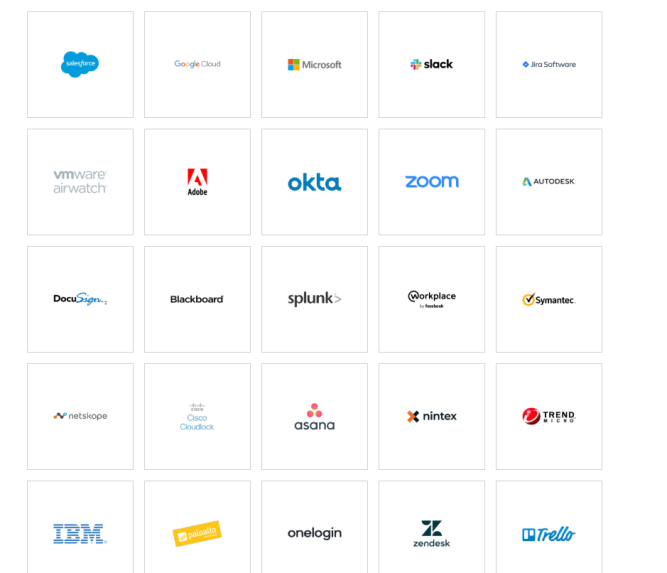 salesforce
Google Cloud
Microsoft
slack
Jira Software
vmware
airwatch
Adobe
okta
zoom
AUTODESK
DocuSign
Blackboard
splunk>
Workplace
by facebook
Symantec
netskope
cisco
Cisco
Cloudlock
asana
nintex
TREND
MICRO
IBM
paloalto
onelogin
zendesk
Trello